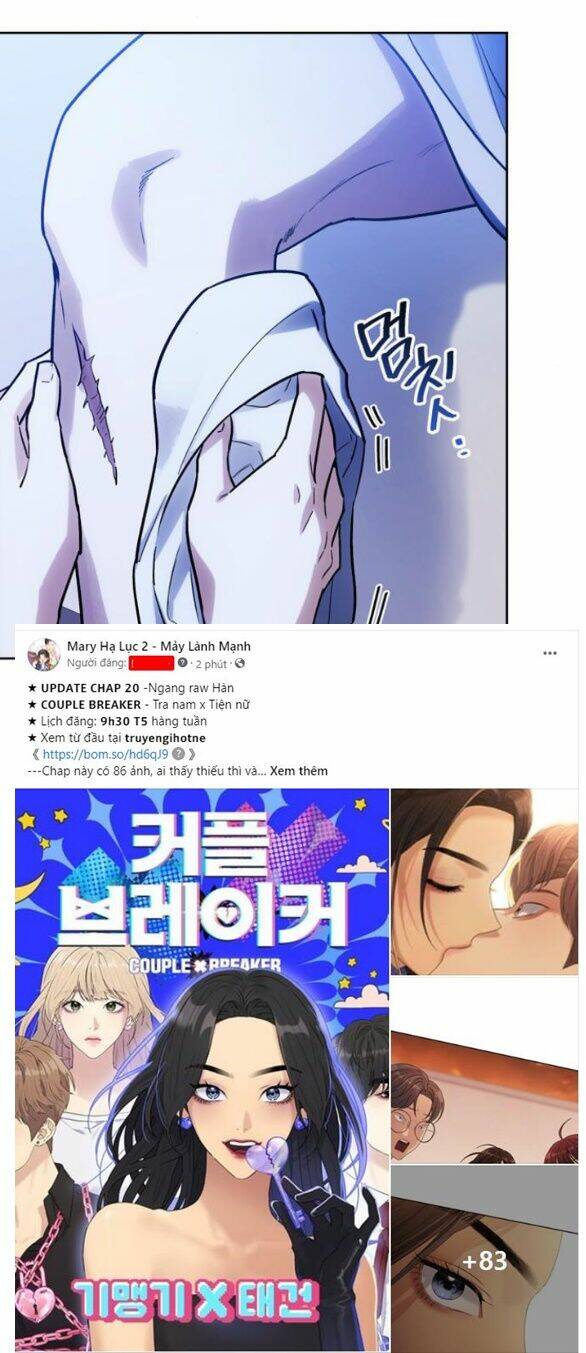 멈칫
Mary Hạ Lục 2 - Mảy Lành Mạnh
Người đăng: · 2 phút ·
★ UPDATE CHAP 20 -Ngang raw Hàn
★ COUPLE BREAKER - Tra nam x Tiện nữ
★ Lịch đăng: 9h30 T5 hàng tuần
★ Xem từ đầu tại truyengihotne
《 https://bom.so/hd6qJ9 》
---Chap này có 86 ảnh, ai thấy thiếu thì và... Xem thêm
커플
브레이커
COUPLE BREAKER
기맹기 X 태건
+83